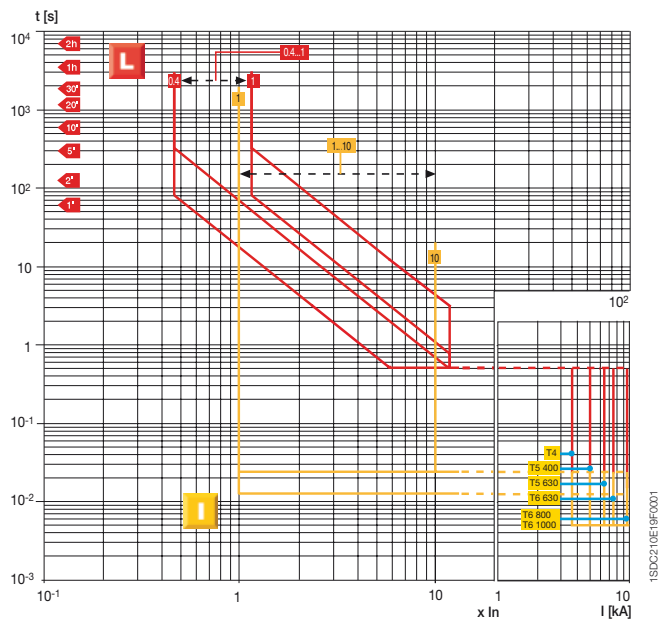 t [s]
10⁴
2h
L
0.4...1
1h
0.4
1
30'
20'
1
10³
10'
5'
1...10
2'
10²
1'
10
10
10²
1
10⁻¹
T4
T5 400
T5 630
10⁻²
I
T6 630
T6 800
T6 1000
10⁻³
10⁻¹
1
10
1
10
x In
I [kA]
1SDC210E19F0001